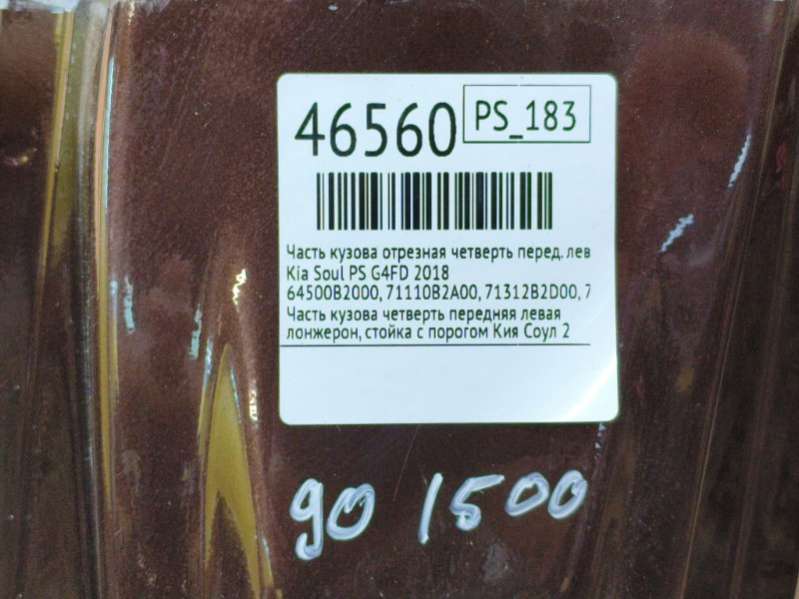 46560 PS_183
Часть кузова отрезная четверть перед. лев
Kia Soul PS G4FD 2018
64500B2000, 71110B2A00, 71312B2D00, 7
Часть кузова четверть передняя левая
лонжерон, стойка с порогом Кия Соул 2
90 1500